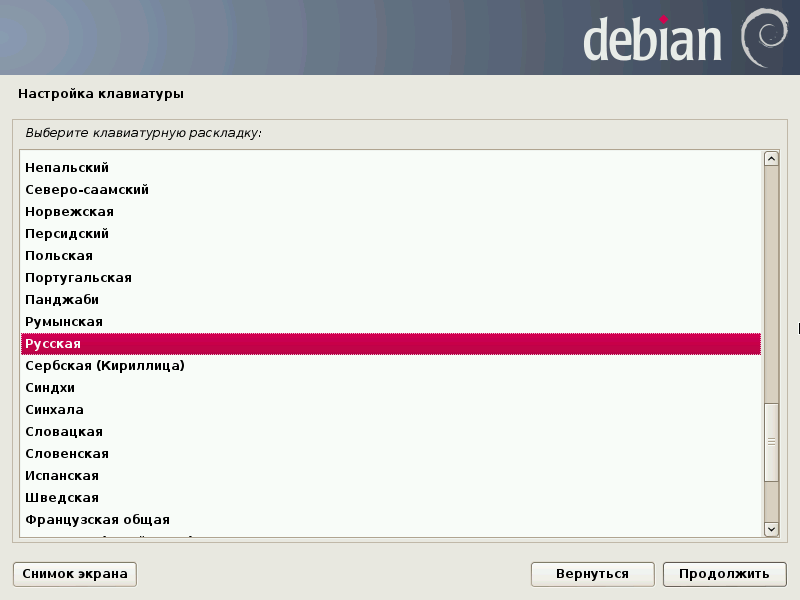 debian
Настройка клавиатуры
Выберите клавиатурную раскладку:
Непальский
Северо-саамский
Норвежская
Персидский
Польская
Португальская
Панджаби
Румынская
Русская
Сербская (Кириллица)
Синдхи
Синхала
Словацкая
Словенская
Испанская
Шведская
Французская общая
Снимок экрана
Вернуться
Продолжить